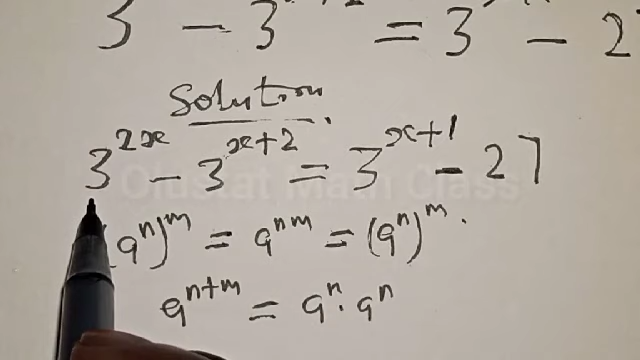 3 - 3 = 3 - 2
Solution
3^{2x} - 3^{x+2} = 3^{x+1} - 27
(a^n)^m = a^{nm} = (a^n)^m.
a^{n+m} = a^n · a^n